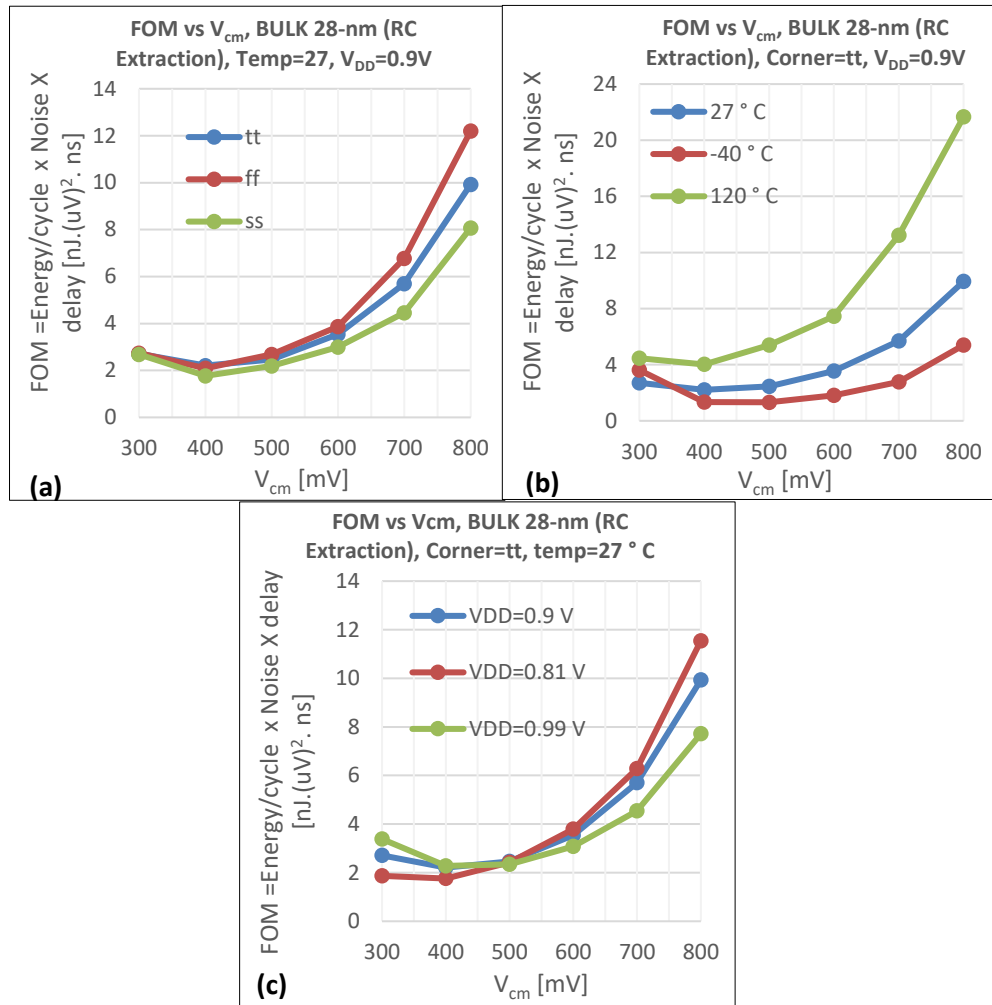 FOM vs Vcm, BULK 28-nm (RC
Extraction), Temp=27, VDD=0.9V
FOM =Energy/cycle x Noise X
delay [nJ.(uV)². ns]
14
12
10
8
6
4
2
0
tt
ff
ss
300 400 500 600 700 800
Vcm [mV]
(a)
FOM vs Vcm, BULK 28-nm (RC
Extraction), Corner=tt, VDD=0.9V
FOM =Energy/cycle x Noise X
delay [nJ.(uV)². ns]
24
20
16
12
8
4
0
27 ° C
-40 ° C
120 ° C
300 400 500 600 700 800
Vcm [mV]
(b)
FOM vs Vcm, BULK 28-nm (RC
Extraction), Corner=tt, temp=27 ° C
FOM =Energy/cycle x Noise X delay
[nJ.(uV)². ns]
14
12
10
8
6
4
2
0
VDD=0.9 V
VDD=0.81 V
VDD=0.99 V
300 400 500 600 700 800
Vcm [mV]
(c)